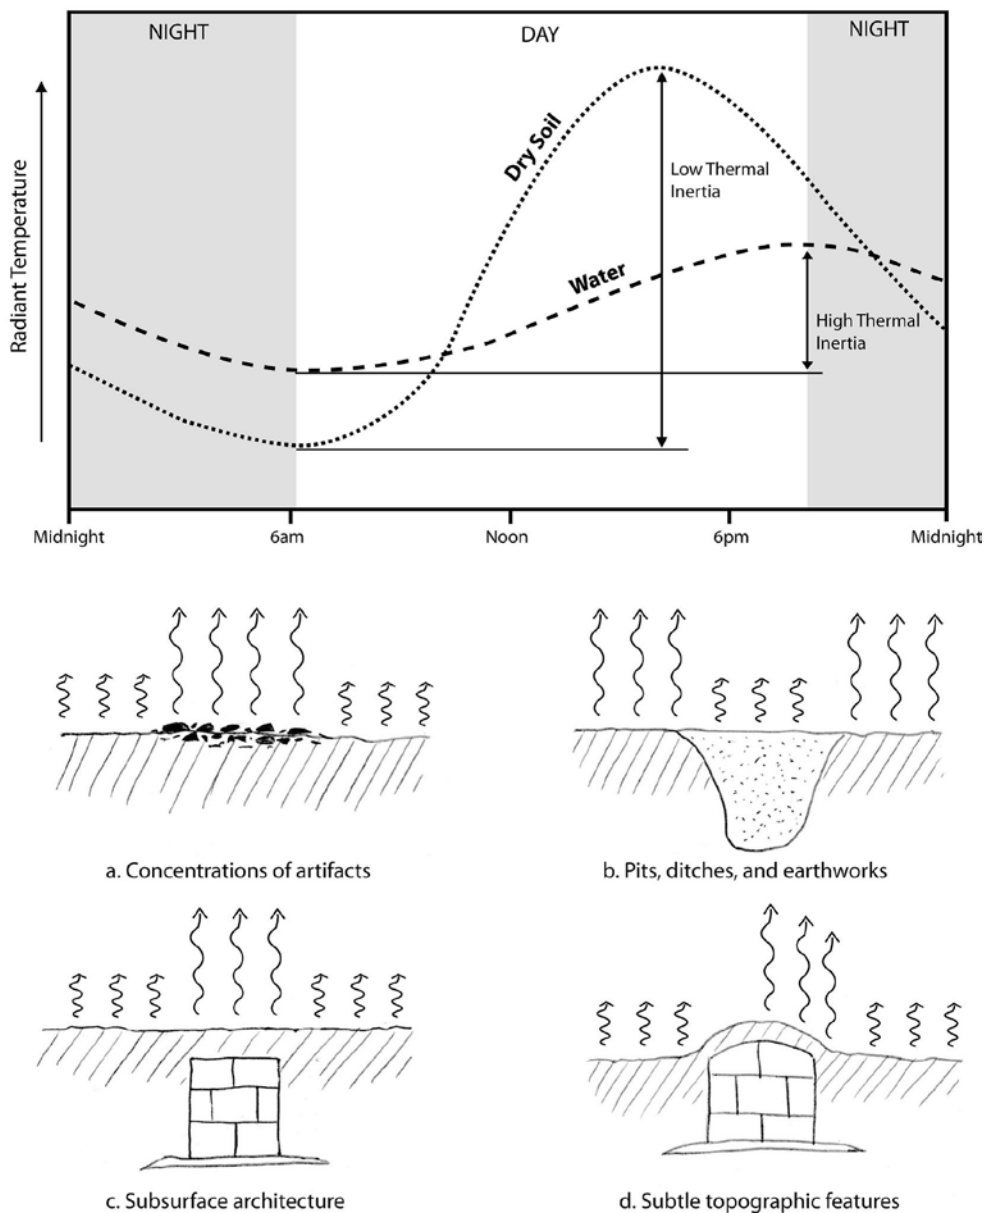 NIGHT
DAY
NIGHT
Radiant Temperature
Dry Soil
Low Thermal
Inertia
Water
High Thermal
Inertia
Midnight
6am
Noon
6pm
Midnight
a. Concentrations of artifacts
b. Pits, ditches, and earthworks
c. Subsurface architecture
d. Subtle topographic features